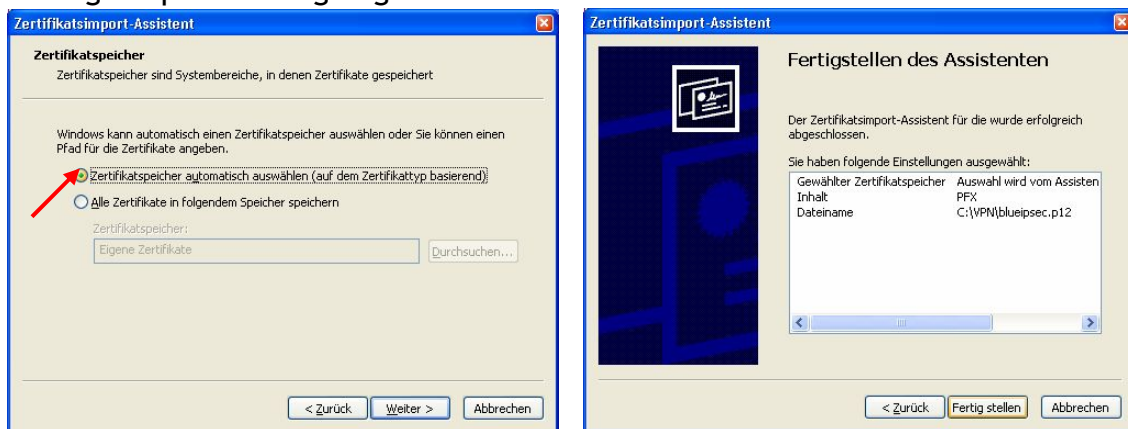 Zertifikatsimport-Assistent
Zertifikatspeicher
Zertifikatspeicher sind Systembereiche, in denen Zertifikate gespeichert
Windows kann automatisch einen Zertifikatspeicher auswählen oder Sie können einen
Pfad für die Zertifikate angeben.
Zertifikatspeicher automatisch auswählen (auf dem Zertifikattyp basierend)
Alle Zertifikate in folgendem Speicher speichern
Zertifikatspeicher:
Eigene Zertifikate
Durchsuchen...
< Zurück Weiter > Abbrechen
Zertifikatsimport-Assistent
Fertigstellen des Assistenten
Der Zertifikatsimport-Assistent für die wurde erfolgreich
abgeschlossen.
Sie haben folgende Einstellungen ausgewählt:
Gewählter Zertifikatspeicher Auswahl wird vom Assisten
Inhalt PFX
Dateiname C:\VPN\blueipsec.p12
< Zurück Fertig stellen Abbrechen